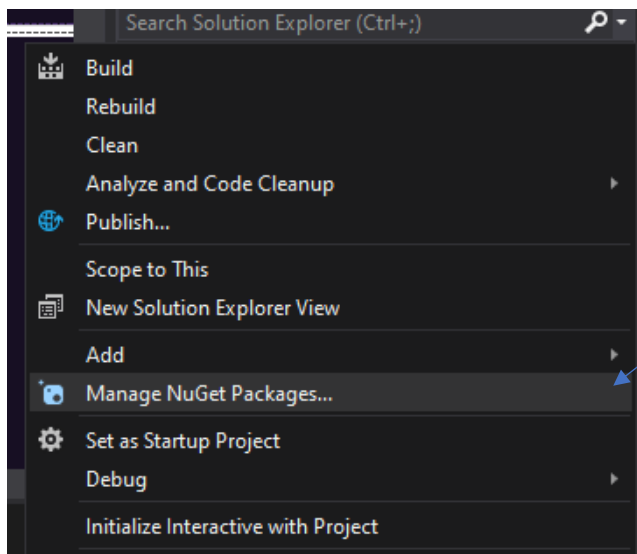 Search Solution Explorer (Ctrl+;)
Build
Rebuild
Clean
Analyze and Code Cleanup
Publish...
Scope to This
New Solution Explorer View
Add
Manage NuGet Packages...
Set as Startup Project
Debug
Initialize Interactive with Project